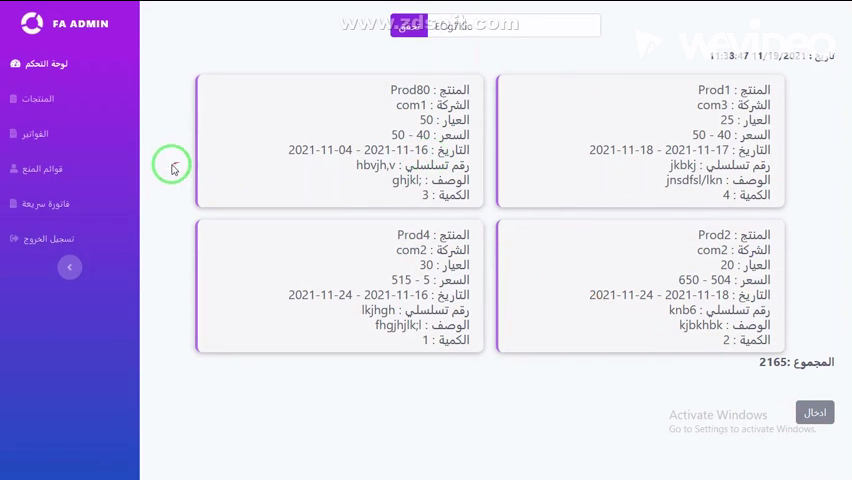 FA ADMIN
لوحة التحكم
المنتجات
القواتير
قوائم المنع
فاتورة سريعة
تسجيل الخروج
www.zdsoft.com
تحقق
WeVideo
تاريخ : 11/19/2021 11:38:47
المنتج : Prod1
الشركة : com3
العيار : 25
السعر : 40 - 50
التاريخ : 2021-11-17 - 2021-11-18
رقم تسلسلي : jkbkj
الوصف : jnsdfsl/lkn
الكمية : 4
المنتج : Prod80
الشركة : com1
العيار : 50
السعر : 40 - 50
التاريخ : 2021-11-16 - 2021-11-04
رقم تسلسلي : hbvjh,v
الوصف : ghjkl;
الكمية : 3
المنتج : Prod2
الشركة : com2
العيار : 20
السعر : 504 - 650
التاريخ : 2021-11-18 - 2021-11-24
رقم تسلسلي : knb6
الوصف : kjbkhbk
الكمية : 2
المنتج : Prod4
الشركة : com2
العيار : 30
السعر : 5 - 515
التاريخ : 2021-11-16 - 2021-11-24
رقم تسلسلي : lkjhgh
الوصف : fhgjhjlk;l
الكمية : 1
المجموع :2165
ادخال
Activate Windows
Go to Settings to activate Windows.